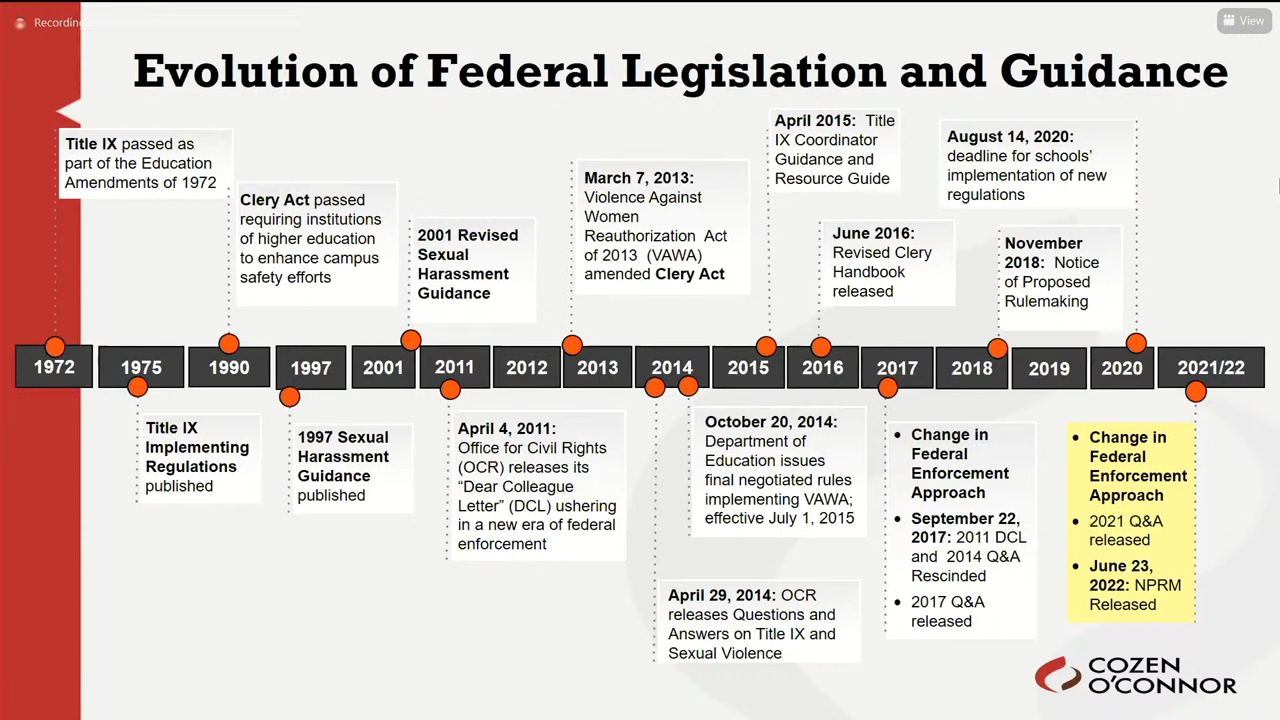 Recording
View
Evolution of Federal Legislation and Guidance
Title IX passed as
part of the Education
Amendments of 1972
Clery Act passed
requiring institutions
of higher education
to enhance campus
safety efforts
2001 Revised
Sexual
Harassment
Guidance
March 7, 2013:
Violence Against
Women
Reauthorization Act
of 2013 (VAWA)
amended Clery Act
April 2015: Title
IX Coordinator
Guidance and
Resource Guide
June 2016:
Revised Clery
Handbook
released
August 14, 2020:
deadline for schools’
implementation of new
regulations
November
2018: Notice
of Proposed
Rulemaking
1972 1975 1990 1997 2001 2011 2012 2013 2014 2015 2016 2017 2018 2019 2020 2021/22
Title IX
Implementing
Regulations
published
1997 Sexual
Harassment
Guidance
published
April 4, 2011:
Office for Civil Rights
(OCR) releases its
“Dear Colleague
Letter” (DCL) ushering
in a new era of federal
enforcement
April 29, 2014: OCR
releases Questions and
Answers on Title IX and
Sexual Violence
October 20, 2014:
Department of
Education issues
final negotiated rules
implementing VAWA;
effective July 1, 2015
• Change in
Federal
Enforcement
Approach
• September 22,
2017: 2011 DCL
and 2014 Q&A
Rescinded
• 2017 Q&A
released
• Change in
Federal
Enforcement
Approach
• 2021 Q&A
released
• June 23,
2022: NPRM
Released
COZEN
O’CONNOR